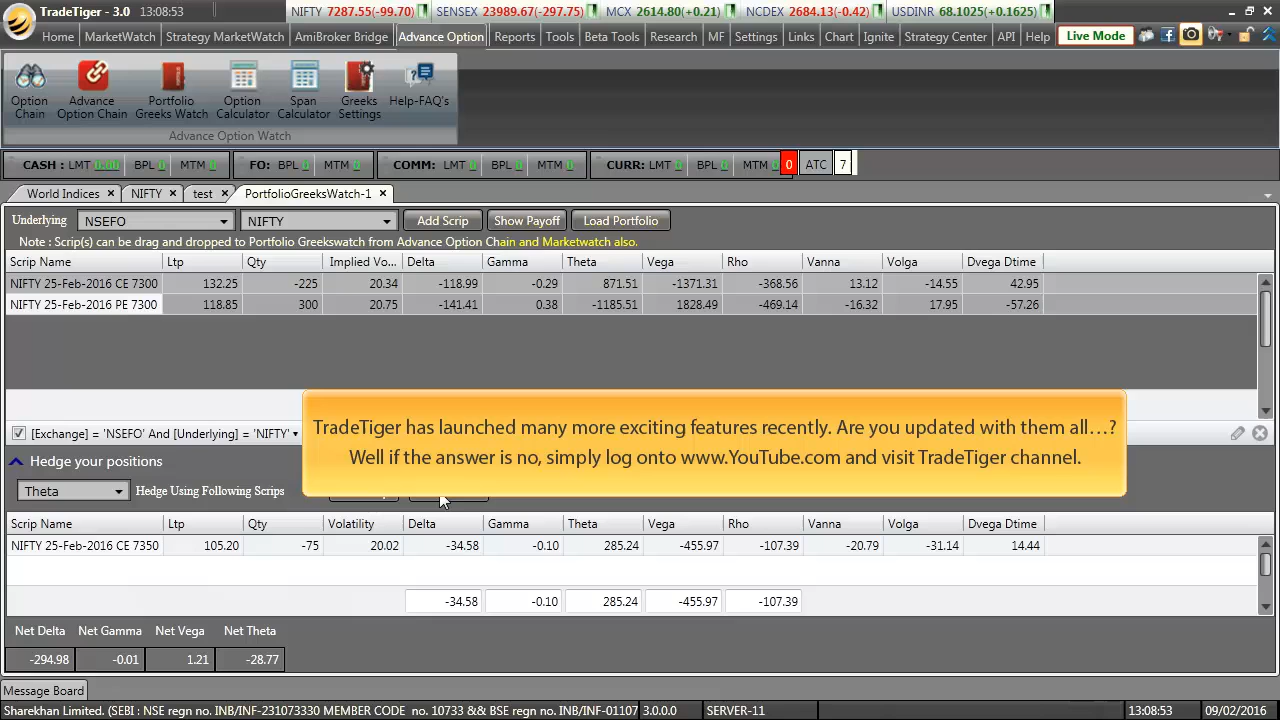 TradeTiger - 3.0 13:08:53 NIFTY 7287.55(-99.70) SENSEX 23989.67(-297.75) MCX 2614.80(+0.21) NCDEX 2684.13(-0.42) USDINR 68.1025(+0.1625)
Home MarketWatch Strategy MarketWatch AmiBroker Bridge Advance Option Reports Tools Beta Tools Research MF Settings Links Chart Ignite Strategy Center API Help Live Mode
Option Chain
Advance Option Chain
Portfolio Greeks Watch
Option Calculator
Span Calculator
Greeks Settings
Help-FAQ's
Advance Option Watch
CASH : LMT 0.00 BPL 0 MTM 0 FO: BPL 0 MTM 0 COMM: LMT 0 BPL 0 MTM 0 CURR: LMT 0 BPL 0 MTM 0 0 ATC 7
World Indices NIFTY test PortfolioGreeksWatch-1
Underlying NSEFO NIFTY Add Scrip Show Payoff Load Portfolio
Note : Scrip(s) can be drag and dropped to Portfolio Greekswatch from Advance Option Chain and Marketwatch also.
Scrip Name Ltp Qty Implied Vo... Delta Gamma Theta Vega Rho Vanna Volga Dvega Dtime
NIFTY 25-Feb-2016 CE 7300 132.25 -225 20.34 -118.99 -0.29 871.51 -1371.31 -368.56 13.12 -14.55 42.95
NIFTY 25-Feb-2016 PE 7300 118.85 300 20.75 -141.41 0.38 -1185.51 1828.49 -469.14 -16.32 17.95 -57.26
TradeTiger has launched many more exciting features recently. Are you updated with them all...?
Well if the answer is no, simply log onto www.YouTube.com and visit TradeTiger channel.
[Exchange] = 'NSEFO' And [Underlying] = 'NIFTY'
Hedge your positions
Theta Hedge Using Following Scrips
Scrip Name Ltp Qty Volatility Delta Gamma Theta Vega Rho Vanna Volga Dvega Dtime
NIFTY 25-Feb-2016 CE 7350 105.20 -75 20.02 -34.58 -0.10 285.24 -455.97 -107.39 -20.79 -31.14 14.44
-34.58 -0.10 285.24 -455.97 -107.39
Net Delta Net Gamma Net Vega Net Theta
-294.98 -0.01 1.21 -28.77
Message Board
Sharekhan Limited. (SEBI : NSE regn no. INB/INF-231073330 MEMBER CODE no. 10733 && BSE regn no. INB/INF-01107 3.0.0.0 SERVER-11 13:08:53 09/02/2016